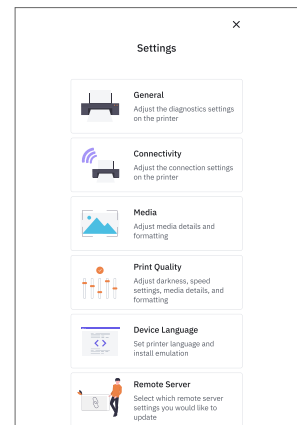 Settings
General
Adjust the diagnostics settings
on the printer
Connectivity
Adjust the connection settings
on the printer
Media
Adjust media details and
formatting
Print Quality
Adjust darkness, speed
settings, media details, and
formatting
Device Language
Set printer language and
install emulation
Remote Server
Select which remote server
settings you would like to
update